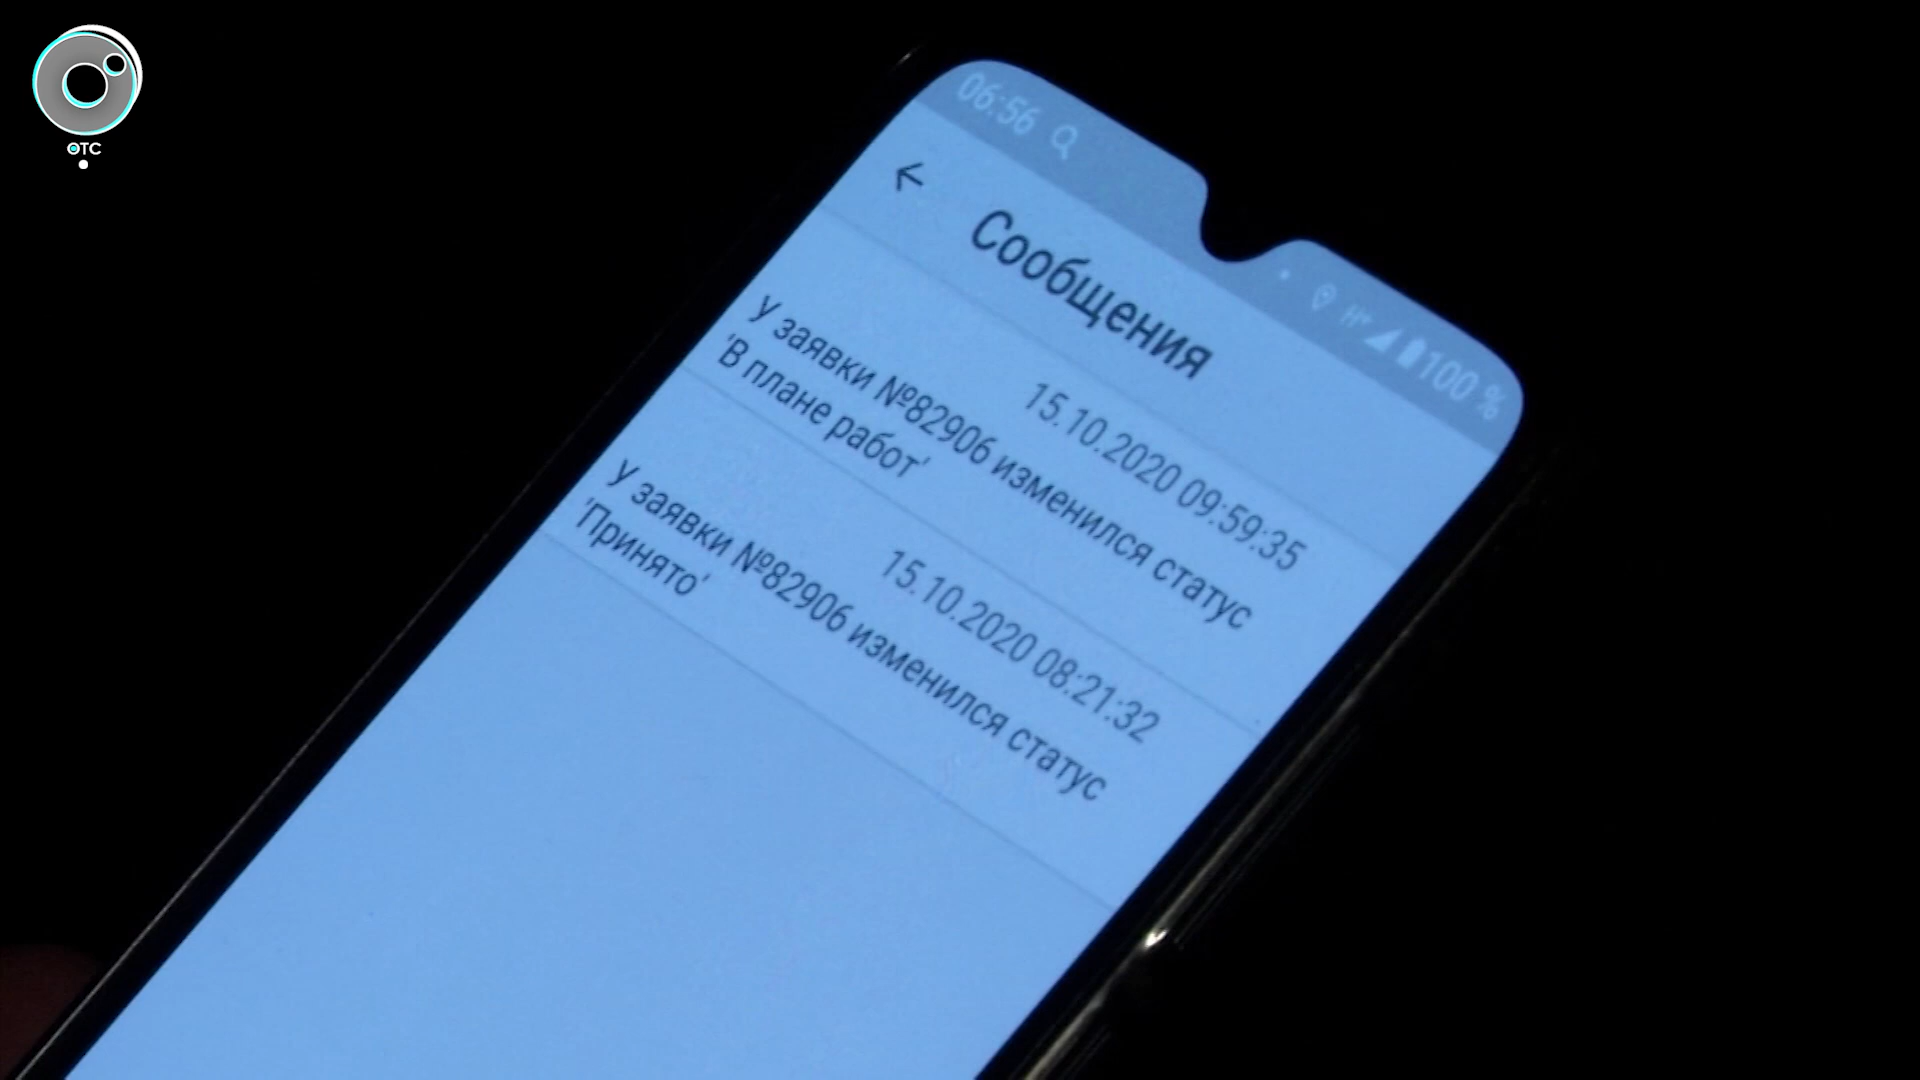 ОТС
06:56
H+ 100 %
Сообщения
15.10.2020 09:59:35
У заявки №82906 изменился статус
'В плане работ'
15.10.2020 08:21:32
У заявки №82906 изменился статус
'Принято'